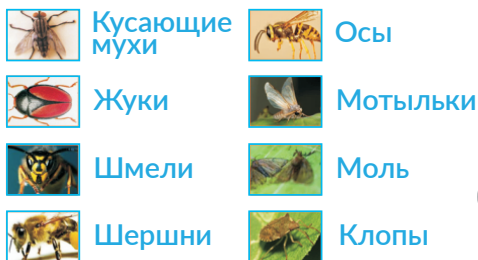 Кусающие
мухи
Осы
Жуки
Мотыльки
Шмели
Моль
Шершни
Клопы